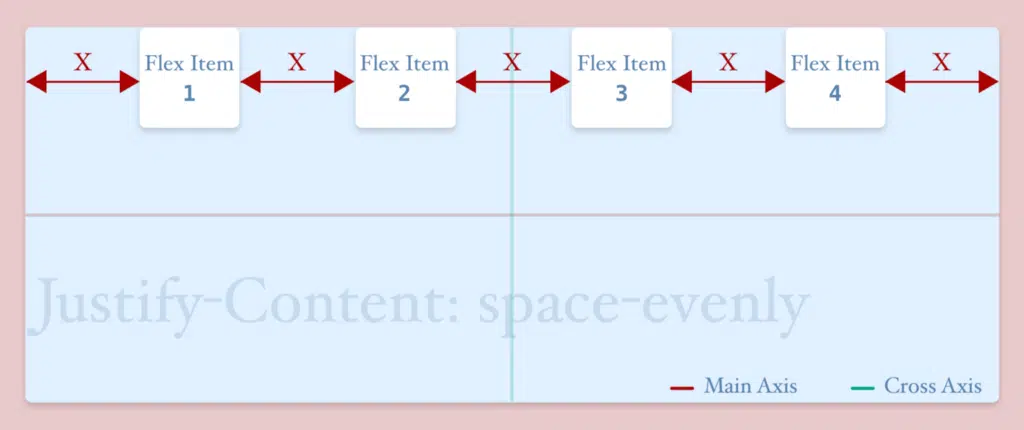 X X X X X
Flex Item Flex Item Flex Item Flex Item
1 2 3 4
Justify-Content: space-evenly
Main Axis Cross Axis